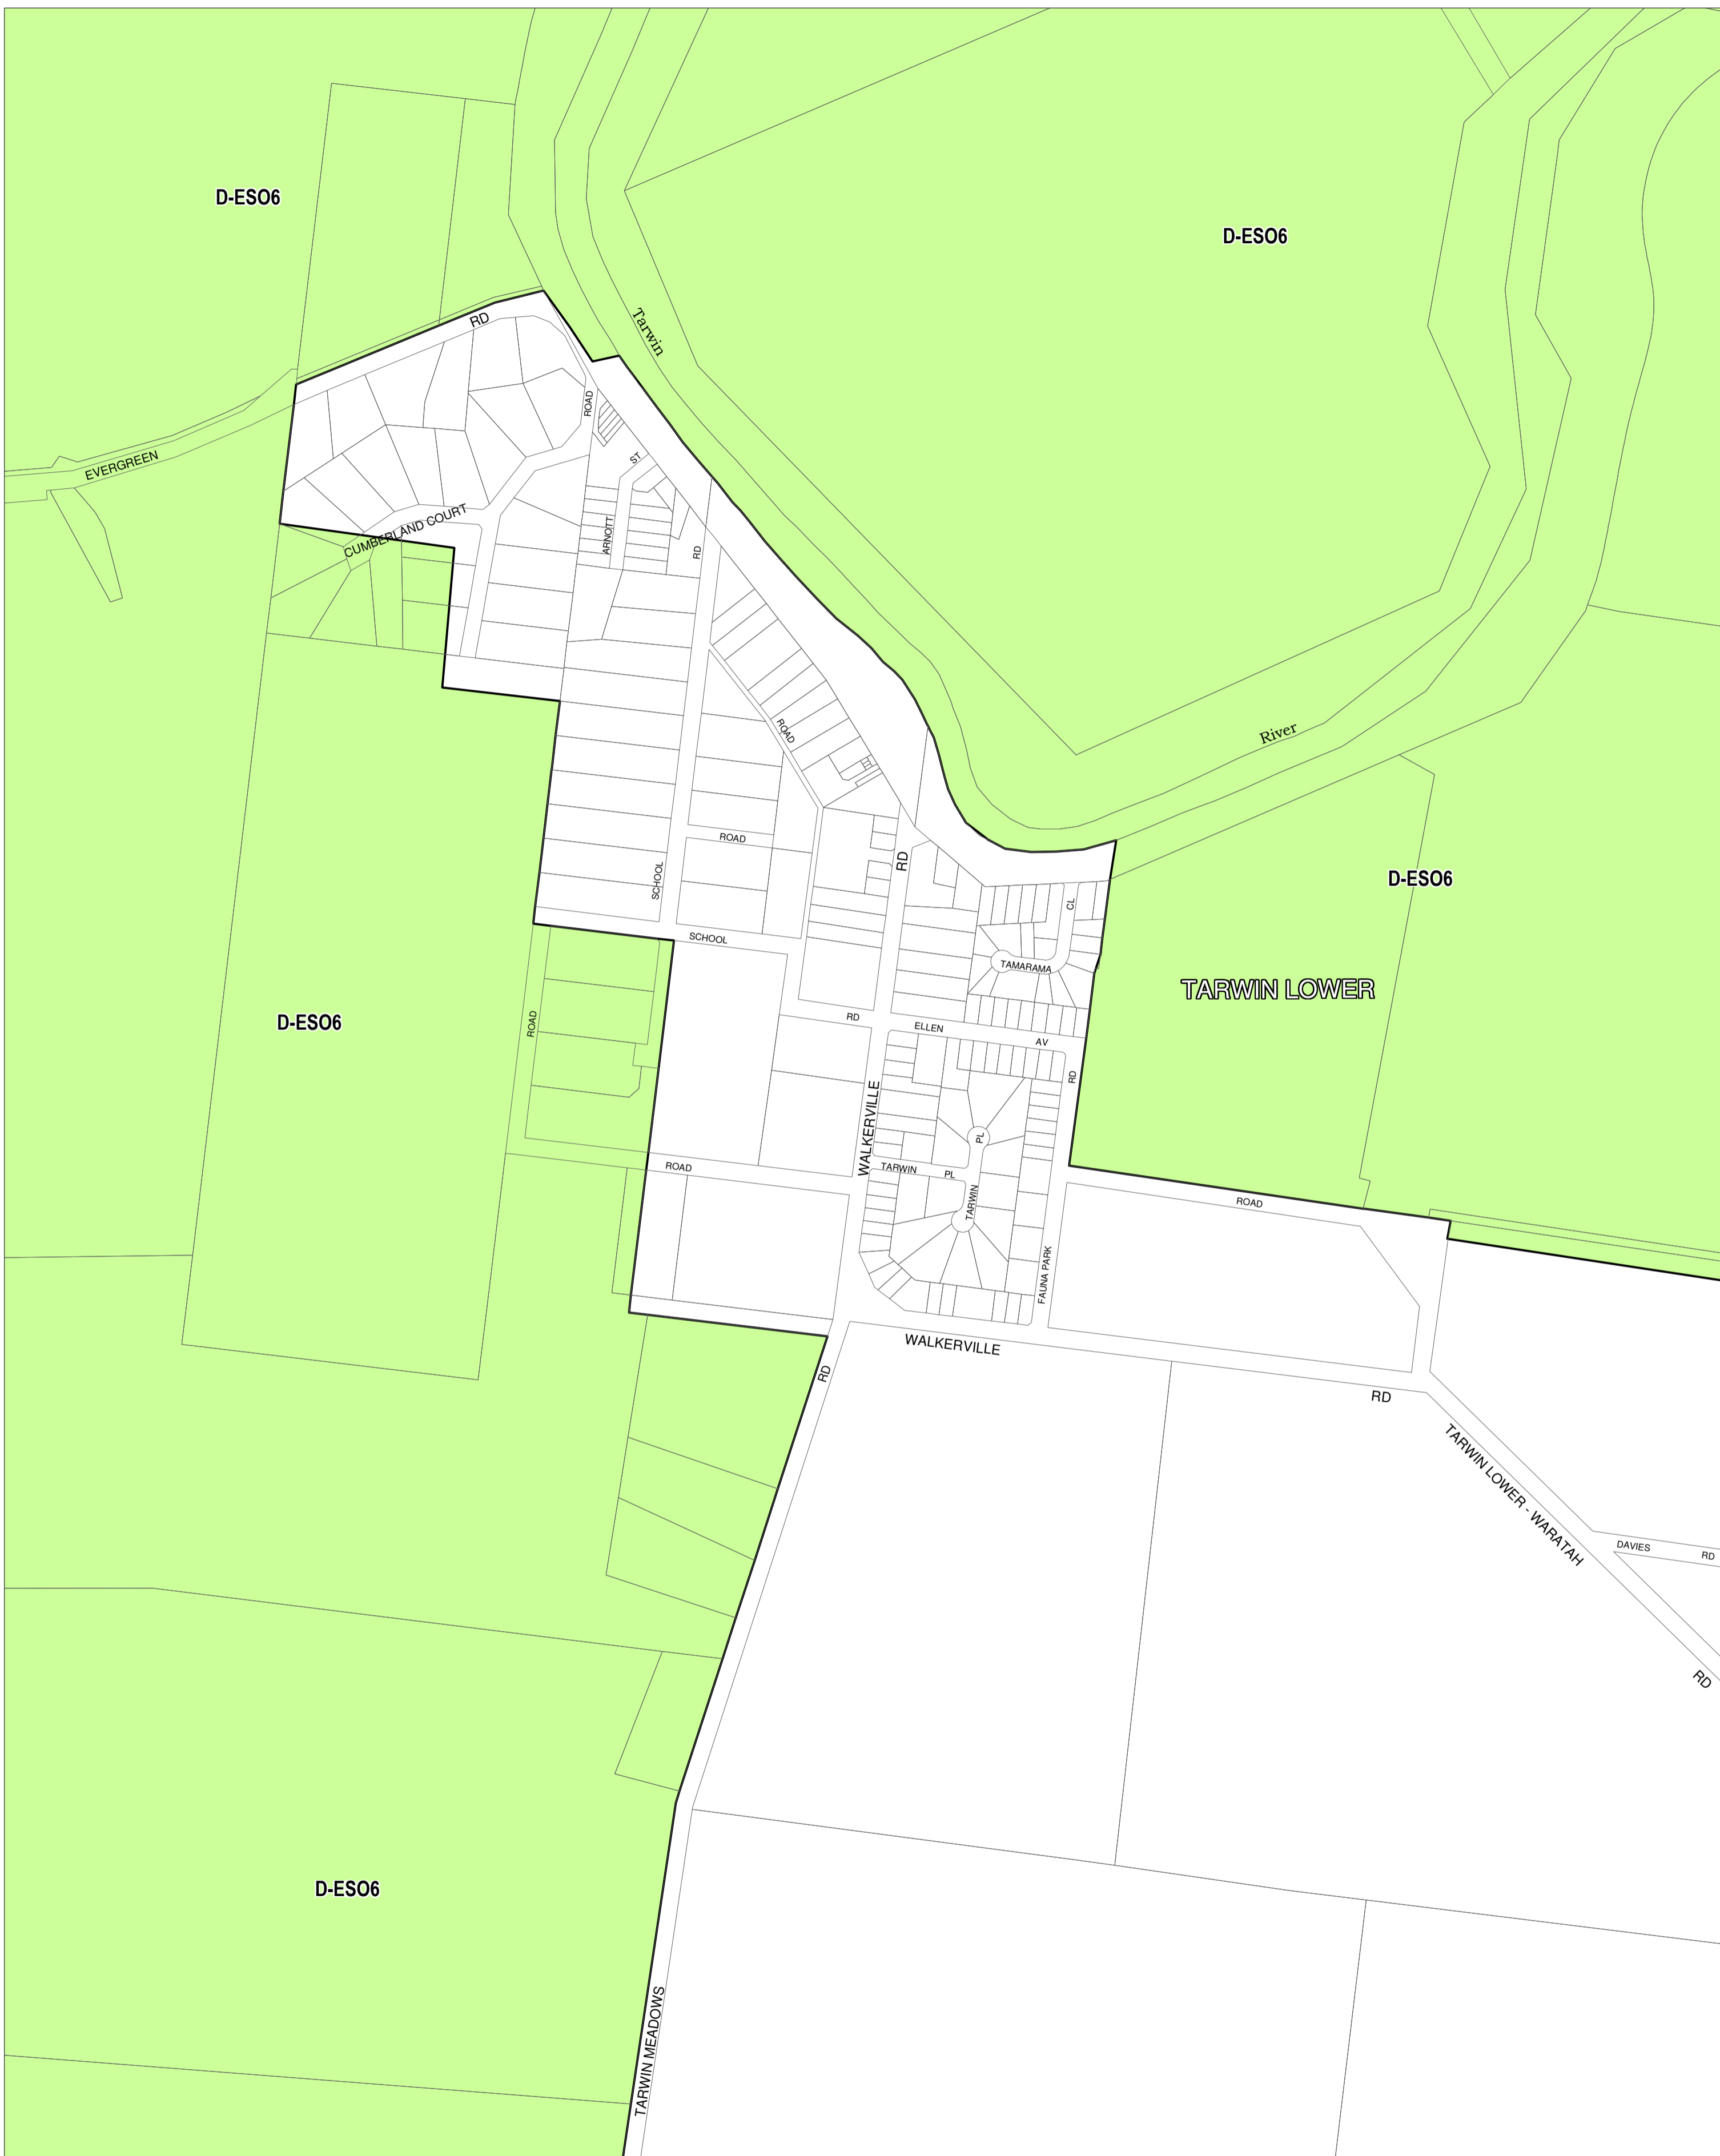 D-ESO6
D-ESO6
Tarwin
RD
ROAD
EVERGREEN
ST
CUMBERLAND COURT
ARNOTT
RD
ROAD
River
ROAD
RD
SCHOOL
D-ESO6
CL
SCHOOL
TAMARAMA
TARWIN LOWER
D-ESO6
ROAD
RD
ELLEN
AV
RD
WALKERVILLE
PL
ROAD
TARWIN
PL
TARWIN
ROAD
FAUNA PARK
WALKERVILLE
RD
RD
TARWIN LOWER - WARATAH
DAVIES
RD
RD
D-ESO6
TARWIN MEADOWS